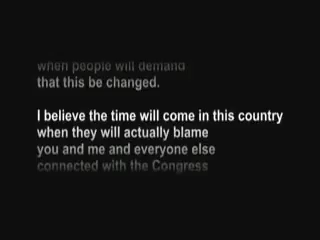 when people will demand
that this be changed.
I believe the time will come in this country
when they will actually blame
you and me and everyone else
connected with the Congress